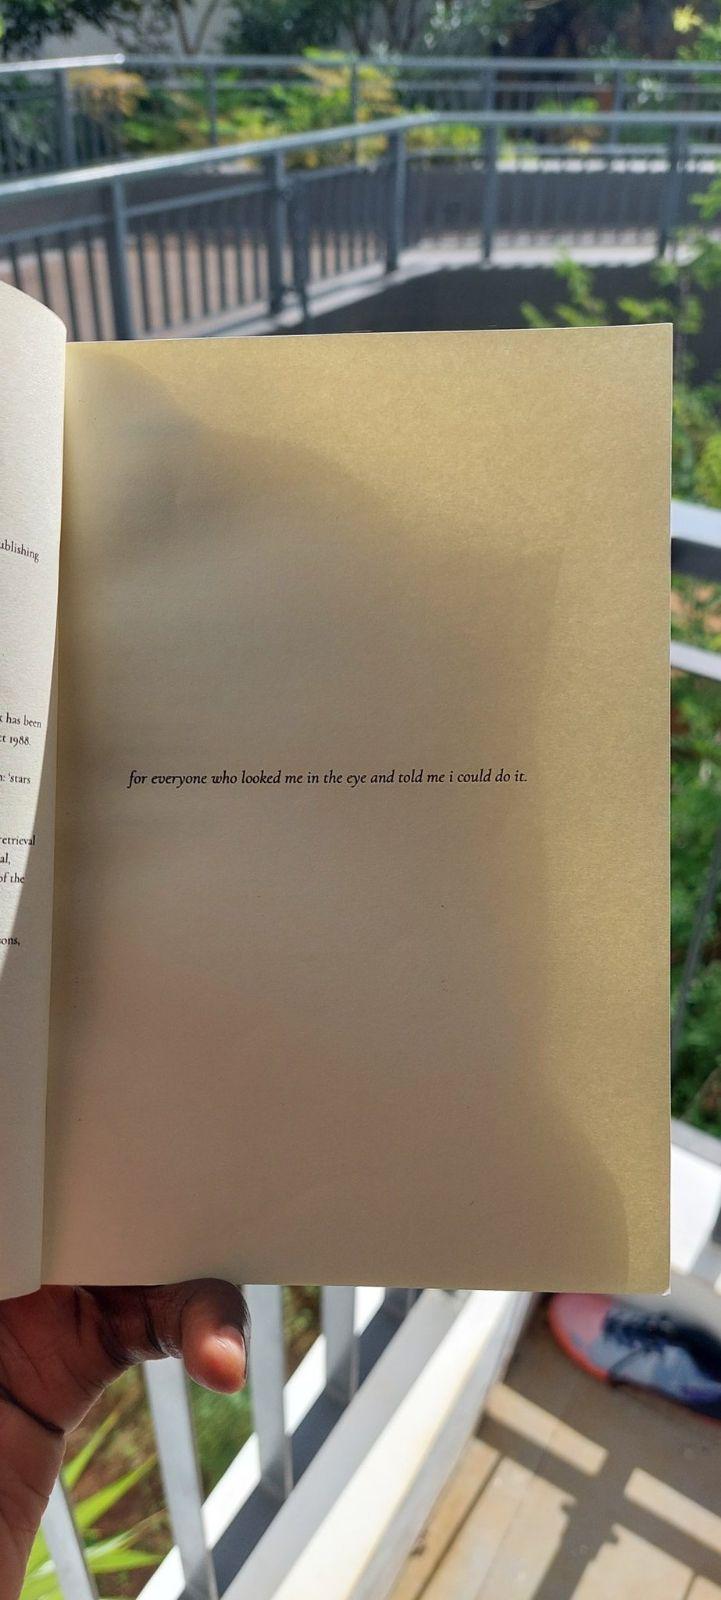 ublishing
has been
ct 1988.
n: 'stars
retrieval
al,
of the
ons,
for everyone who looked me in the eye and told me i could do it.